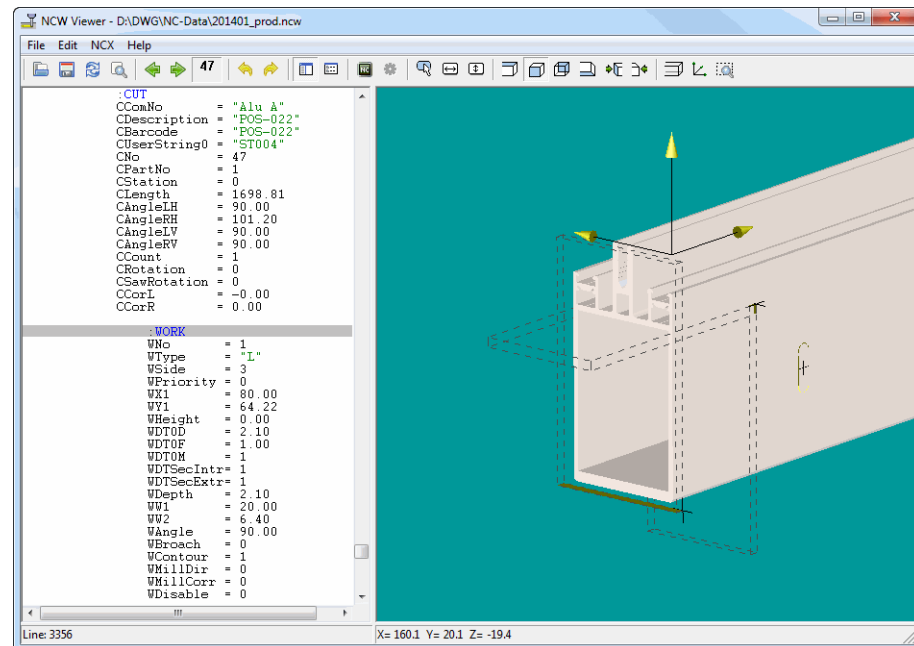 NCW Viewer - D:\DWG\NC-Data\201401_prod.ncw
File Edit NCX Help
47
:CUT
CComNo = "Alu A"
CDescription = "POS-022"
CBarcode = "POS-022"
CUserString0 = "ST004"
CNo = 47
CPartNo = 1
CStation = 0
CLength = 1698.81
CAngleLH = 90.00
CAngleRH = 101.20
CAngleLV = 90.00
CAngleRV = 90.00
CCount = 1
CRotation = 0
CSawRotation = 0
CCorL = -0.00
CCorR = 0.00
:WORK
WNo = 1
WType = "L"
WSide = 3
WPriority = 0
WX1 = 80.00
WY1 = 64.22
WHeight = 0.00
WDT0D = 2.10
WDT0F = 1.00
WDT0M = 1
WDTSecIntr= 1
WDTSecExtr= 1
WDepth = 2.10
WW1 = 20.00
WW2 = 6.40
WAngle = 90.00
WBroach = 0
WContour = 1
WMillDir = 0
WMillCorr = 0
WDisable = 0
Line: 3356
X= 160.1 Y= 20.1 Z= -19.4